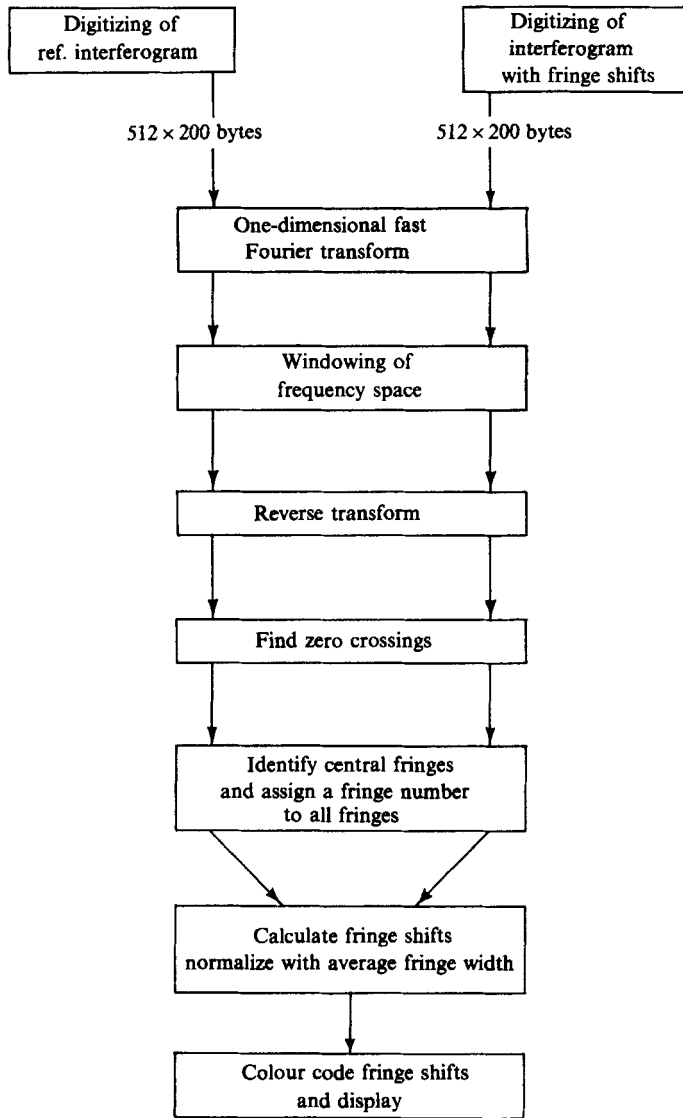 Digitizing of
ref. interferogram
Digitizing of
interferogram
with fringe shifts
512 × 200 bytes
512 × 200 bytes
One-dimensional fast
Fourier transform
Windowing of
frequency space
Reverse transform
Find zero crossings
Identify central fringes
and assign a fringe number
to all fringes
Calculate fringe shifts
normalize with average fringe width
Colour code fringe shifts
and display